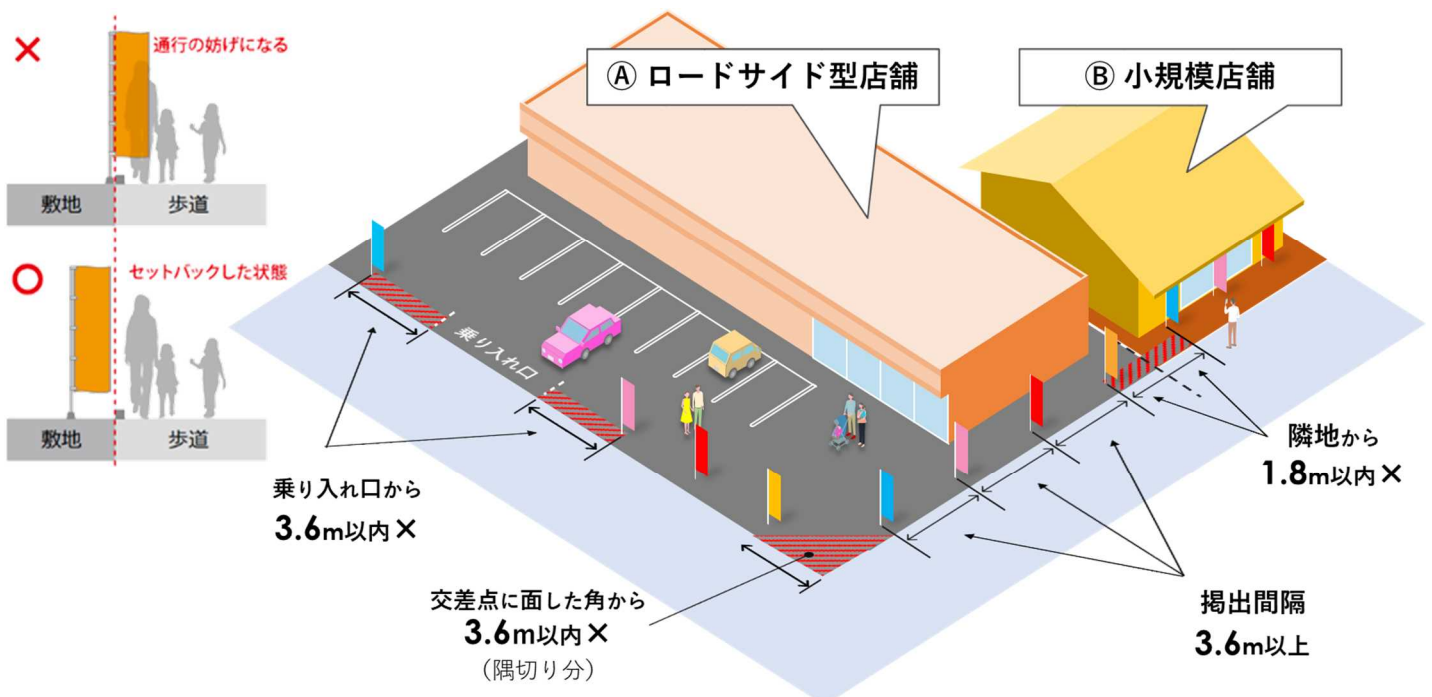 ×
通行の妨げになる
敷地
歩道
○
セットバックした状態
敷地
歩道
Ⓐ ロードサイド型店舗
Ⓑ 小規模店舗
乗り入れ口
乗り入れ口から
3.6m以内×
交差点に面した角から
3.6m以内×
(隅切り分)
隣地から
1.8m以内×
掲出間隔
3.6m以上